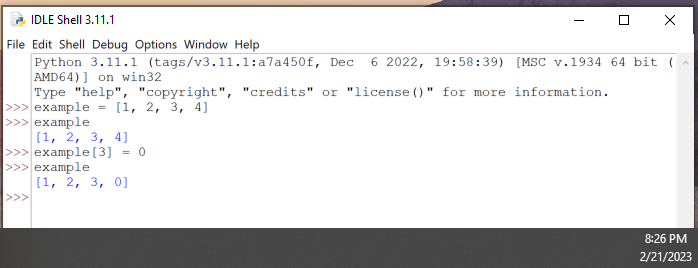 IDLE Shell 3.11.1
File Edit Shell Debug Options Window Help
Python 3.11.1 (tags/v3.11.1:a7a450f, Dec  6 2022, 19:58:39) [MSC v.1934 64 bit (
AMD64)] on win32
Type "help", "copyright", "credits" or "license()" for more information.
>>> example = [1, 2, 3, 4]
>>> example
[1, 2, 3, 4]
>>> example[3] = 0
>>> example
[1, 2, 3, 0]
>>>
8:26 PM
2/21/2023